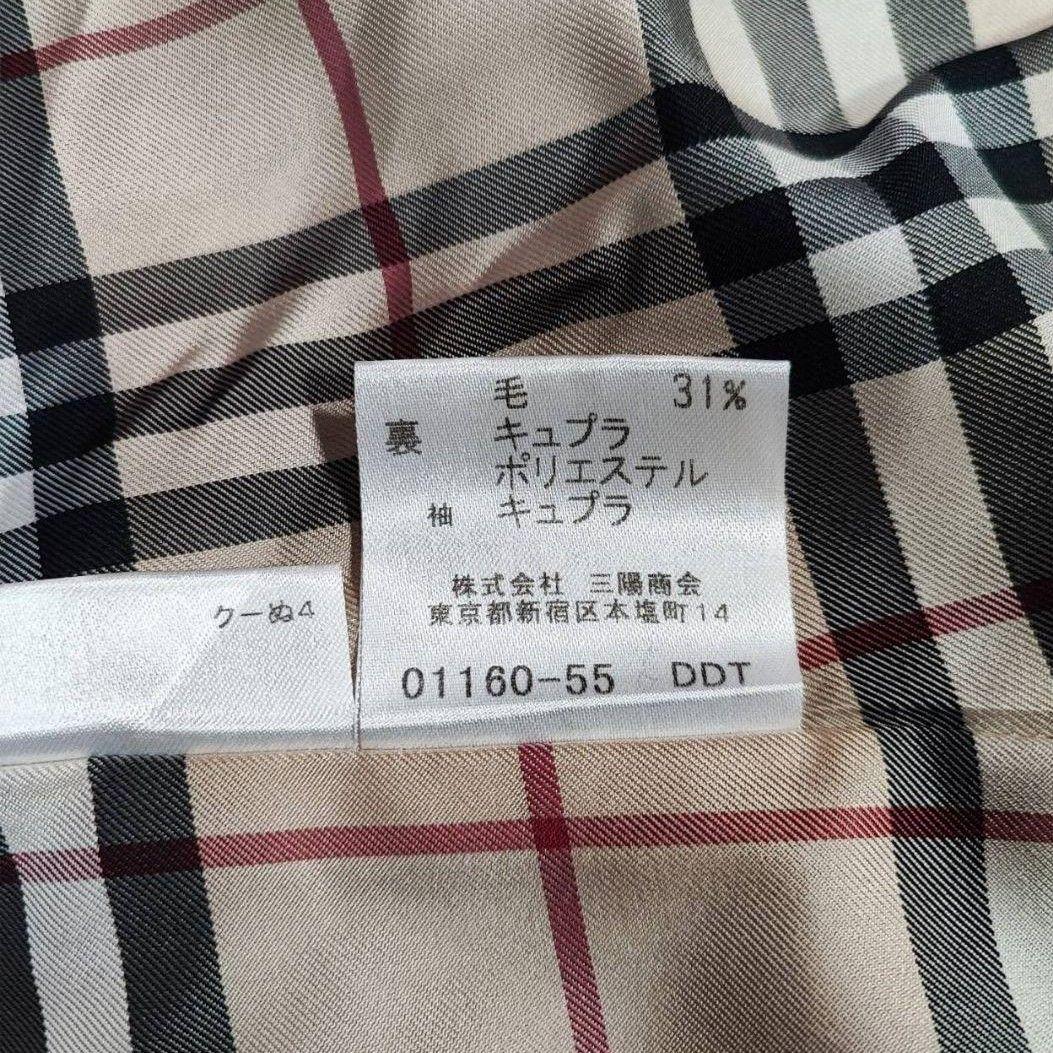 毛 31%
裏 キュプラ
ポリエステル
袖 キュプラ
株式会社 三陽商会
東京都新宿区本塩町14
01160-55 DDT
クーぬ4